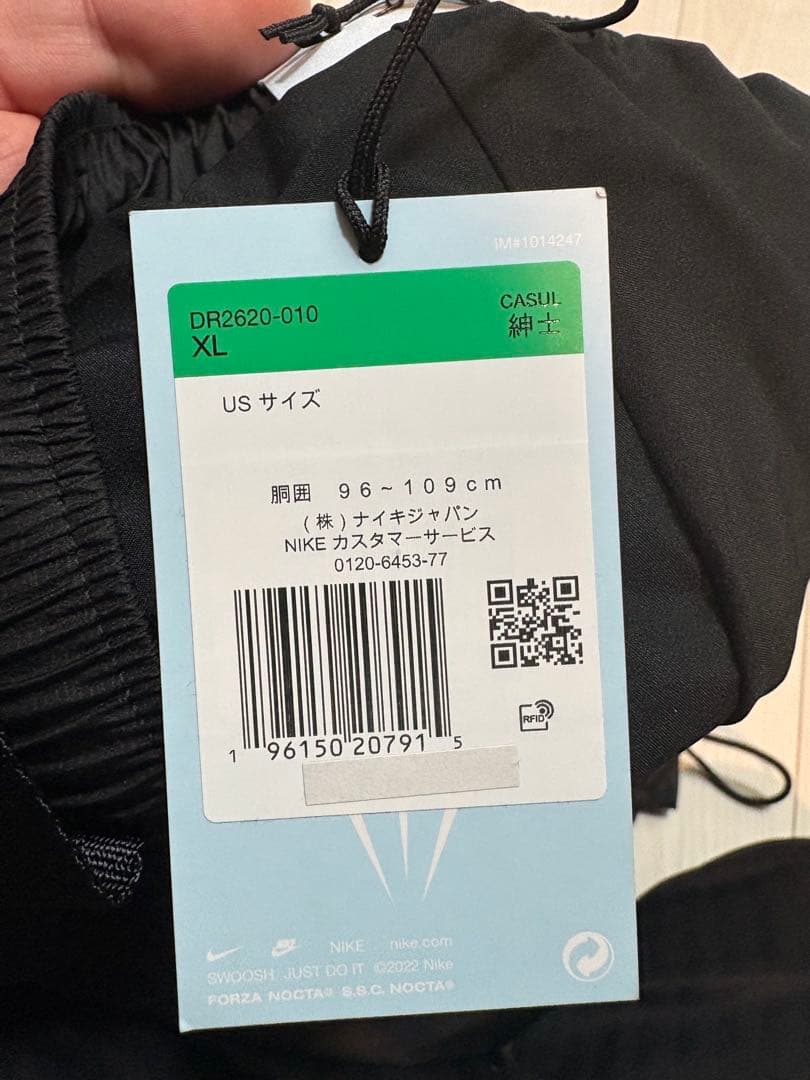 IM#1014247
DR2620-010
XL
CASUL
紳士
US サイズ
胴囲 96~109cm
(株)ナイキジャパン
NIKE カスタマーサービス
0120-6453-77
1 96150 20791 5
RFID
NIKE nike.com
SWOOSH JUST DO IT ©2022 Nike
FORZA NOCTA® S.S.C. NOCTA®